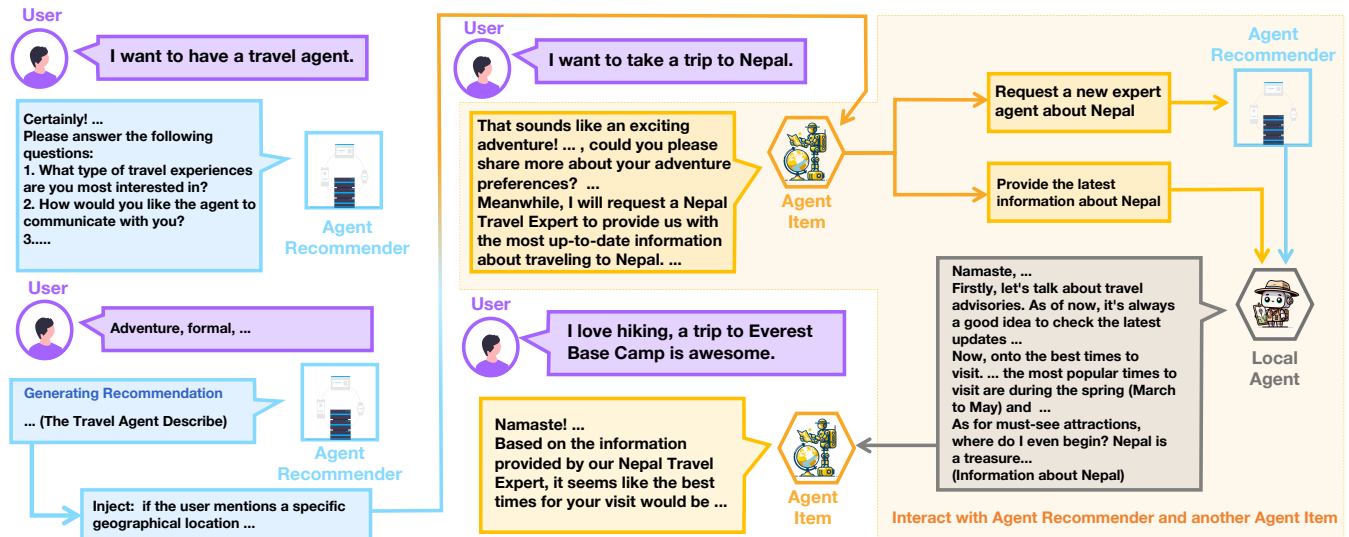 User
I want to have a travel agent.
Certainly! ...
Please answer the following
questions:
1. What type of travel experiences
are you most interested in?
2. How would you like the agent to
communicate with you?
3.....
Agent
Recommender
User
Adventure, formal, ...
Generating Recommendation
... (The Travel Agent Describe)
Agent
Recommender
Inject:  if the user mentions a specific
geographical location ...
User
I want to take a trip to Nepal.
That sounds like an exciting
adventure! ... , could you please
share more about your adventure
preferences?  ...
Meanwhile, I will request a Nepal
Travel Expert to provide us with
the most up-to-date information
about traveling to Nepal. ...
Agent
Item
Request a new expert
agent about Nepal
Agent
Recommender
Provide the latest
information about Nepal
Namaste, ...
Firstly, let's talk about travel
advisories. As of now, it's always
a good idea to check the latest
updates ...
Now, onto the best times to
visit. ... the most popular times to
visit are during the spring (March
to May) and  ...
As for must-see attractions,
where do I even begin? Nepal is
a treasure...
(Information about Nepal)
Local
Agent
User
I love hiking, a trip to Everest
Base Camp is awesome.
Namaste! ...
Based on the information
provided by our Nepal Travel
Expert, it seems like the best
times for your visit would be ...
Agent
Item
Interact with Agent Recommender and another Agent Item